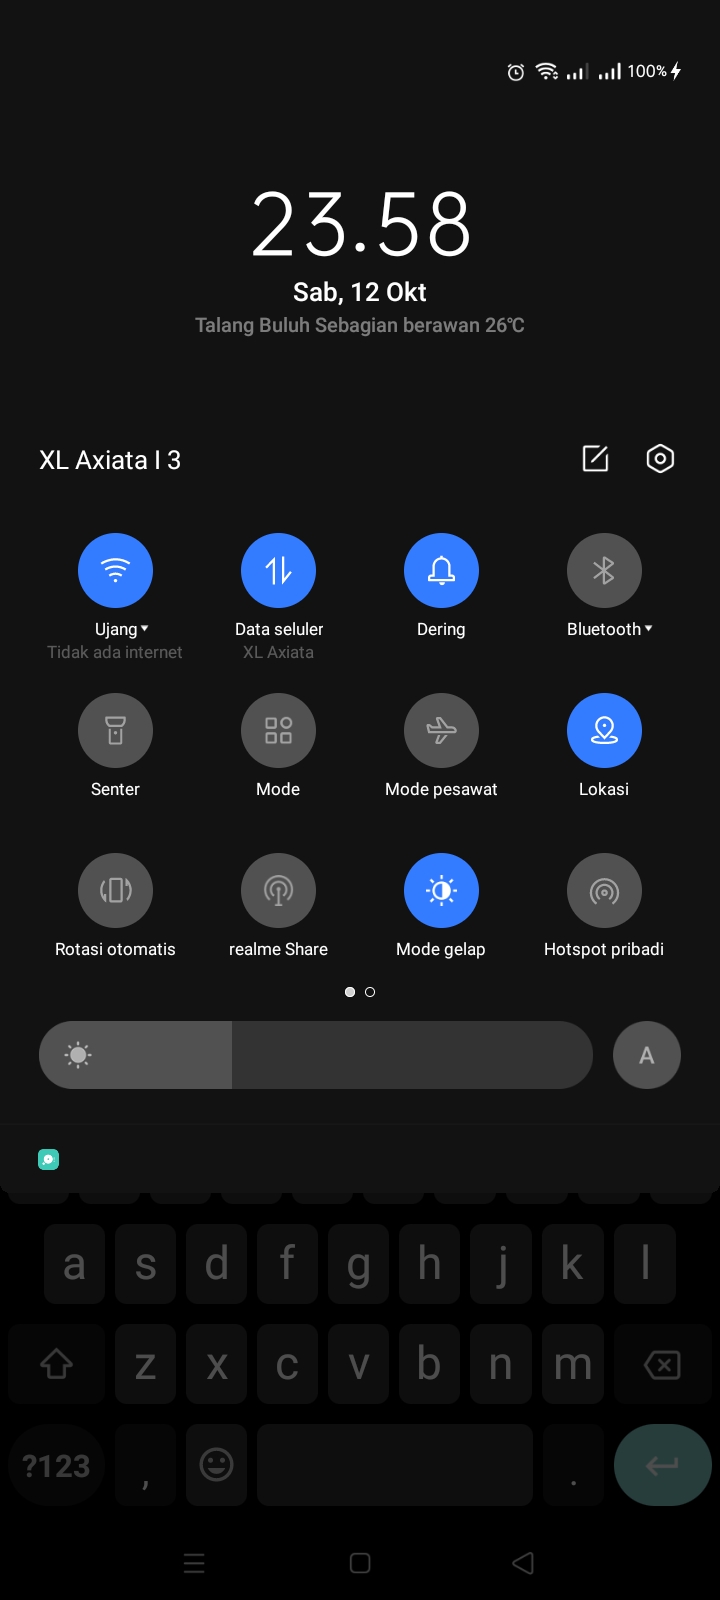 100%
23.58
Sab, 12 Okt
Talang Buluh Sebagian berawan 26°C
XL Axiata I 3
Ujang Data seluler Dering Bluetooth
Tidak ada internet XL Axiata
Senter Mode Mode pesawat Lokasi
Rotasi otomatis realme Share Mode gelap Hotspot pribadi
A
a s d f g h j k l
z x c v b n m
?123 , .